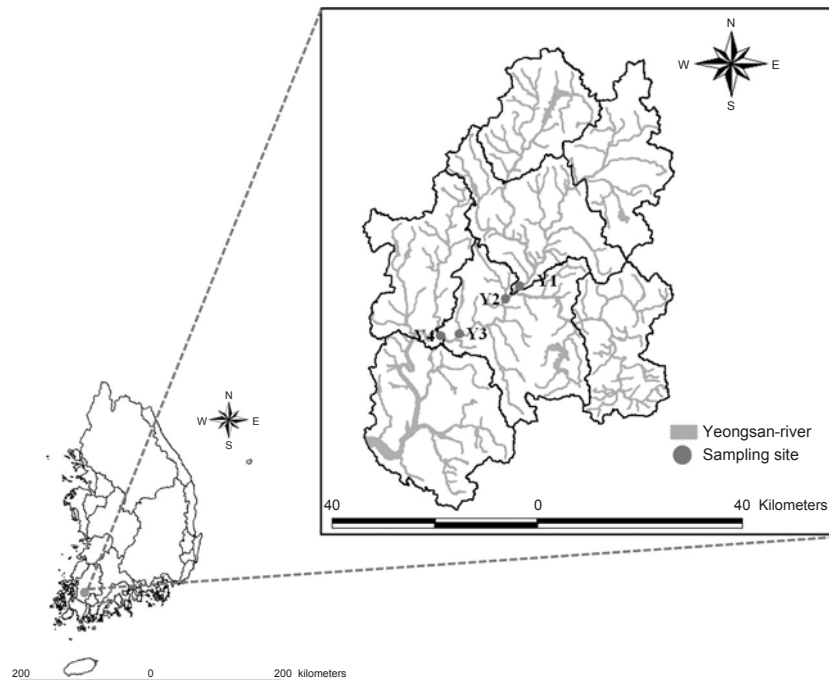 N
W E
S
Y1
Y2
Y3
Y4
Yeongsan-river
Sampling site
40 0 40 Kilometers
N
W E
S
200 0 200 kilometers